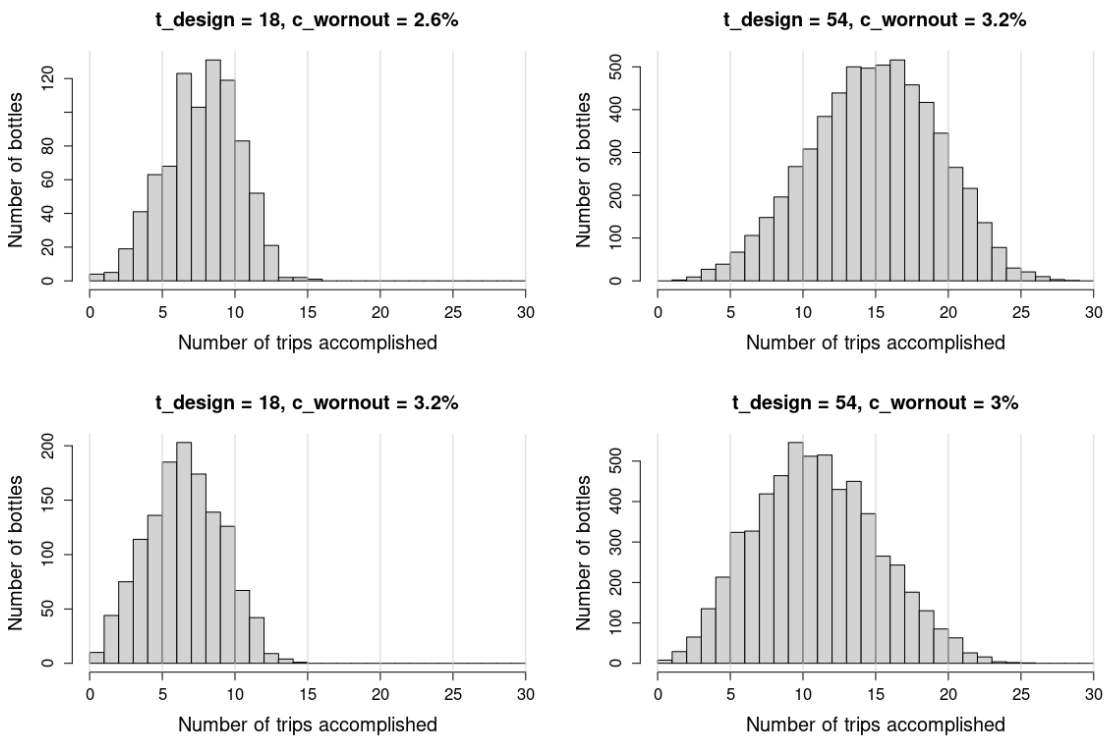 t_design = 18, c_wornout = 2.6%
Number of bottles
0 20 40 60 80 120
0 5 10 15 20 25 30
Number of trips accomplished
t_design = 54, c_wornout = 3.2%
Number of bottles
0 100 200 300 400 500
0 5 10 15 20 25 30
Number of trips accomplished
t_design = 18, c_wornout = 3.2%
Number of bottles
0 50 100 150 200
0 5 10 15 20 25 30
Number of trips accomplished
t_design = 54, c_wornout = 3%
Number of bottles
0 100 200 300 400 500
0 5 10 15 20 25 30
Number of trips accomplished